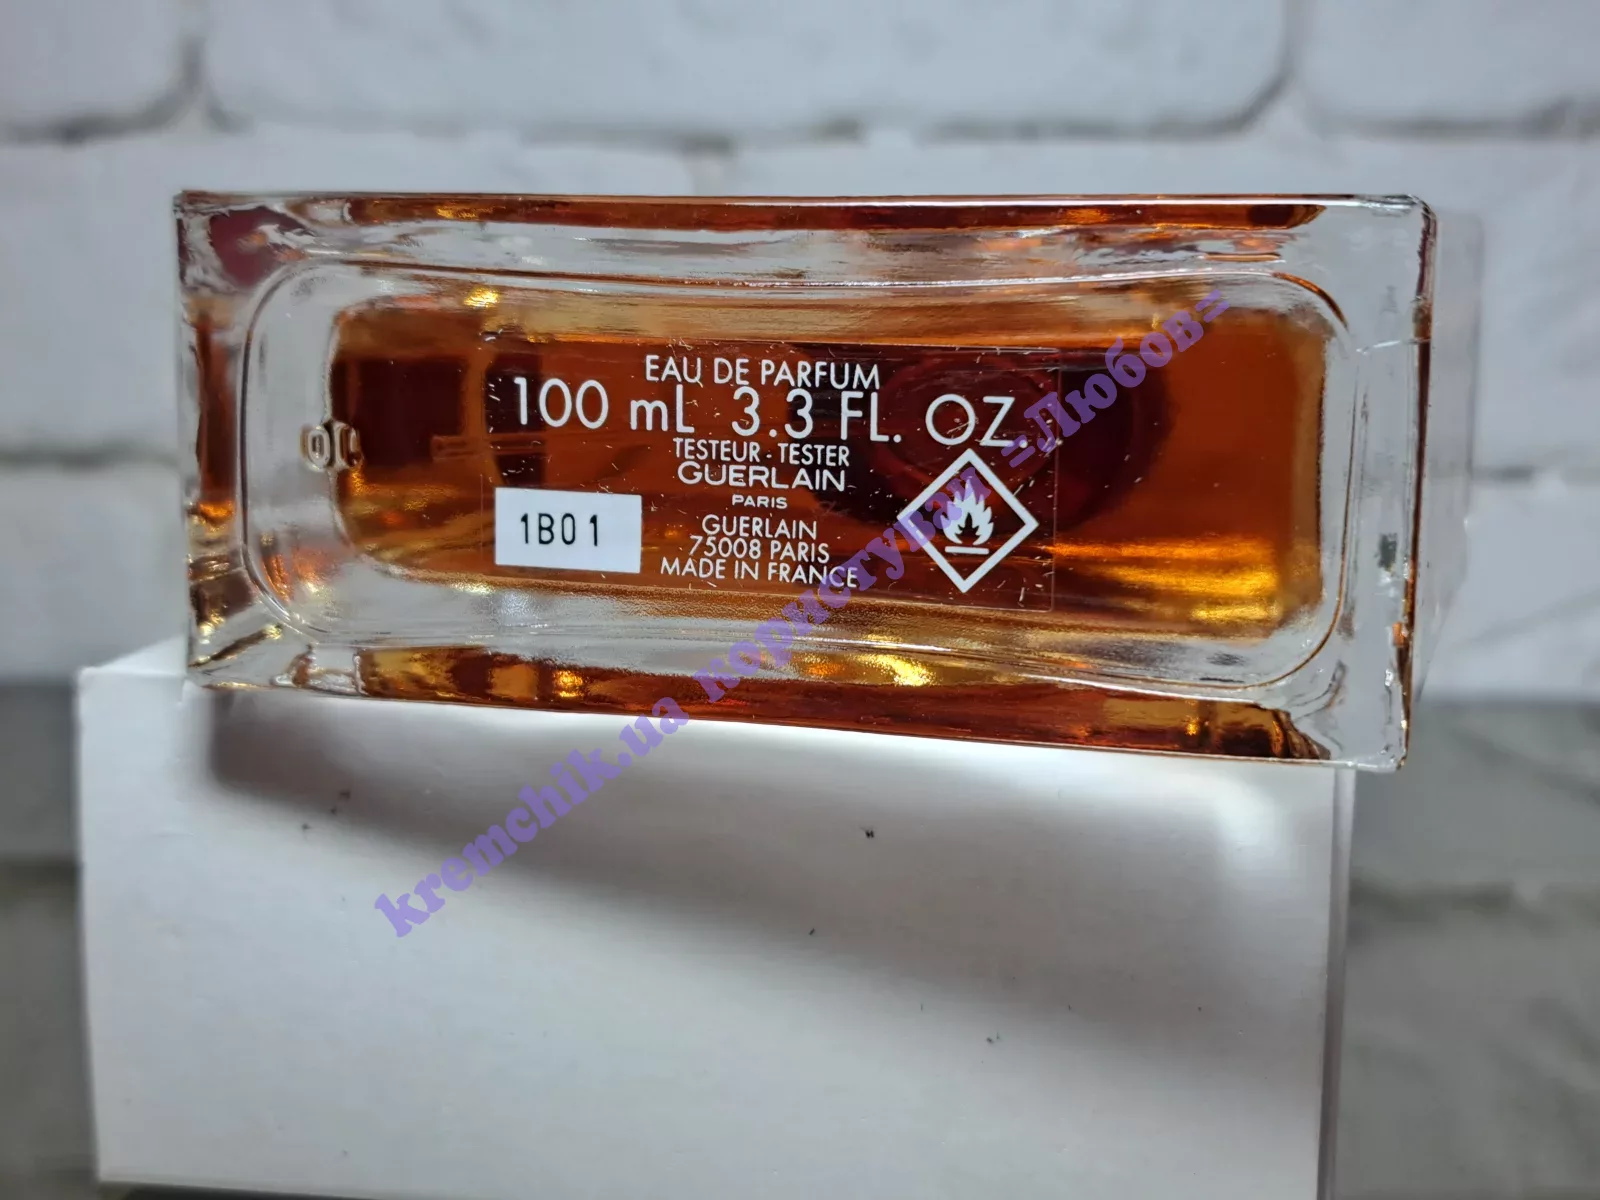 EAU DE PARFUM
100 mL 3.3 FL. OZ.
TESTEUR - TESTER
GUERLAIN
PARIS
1B01
GUERLAIN
75008 PARIS
MADE IN FRANCE
kremchik.ua користувач =Любов=